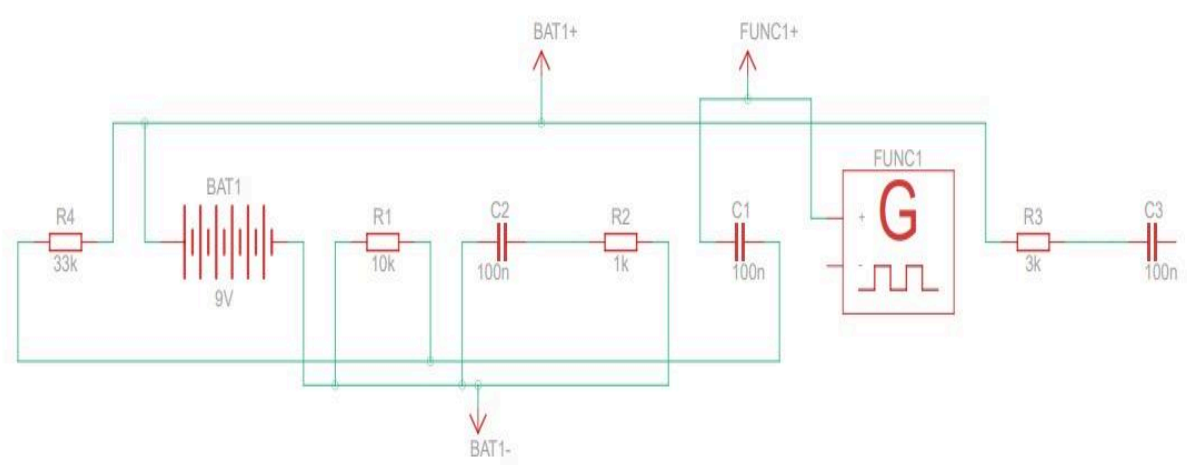 BAT1+
FUNC1+
FUNC1
BAT1
R4
R1
C2
R2
C1
+
G
R3
C3
33k
10k
100n
1k
100n
-
3k
100n
9V
BAT1-